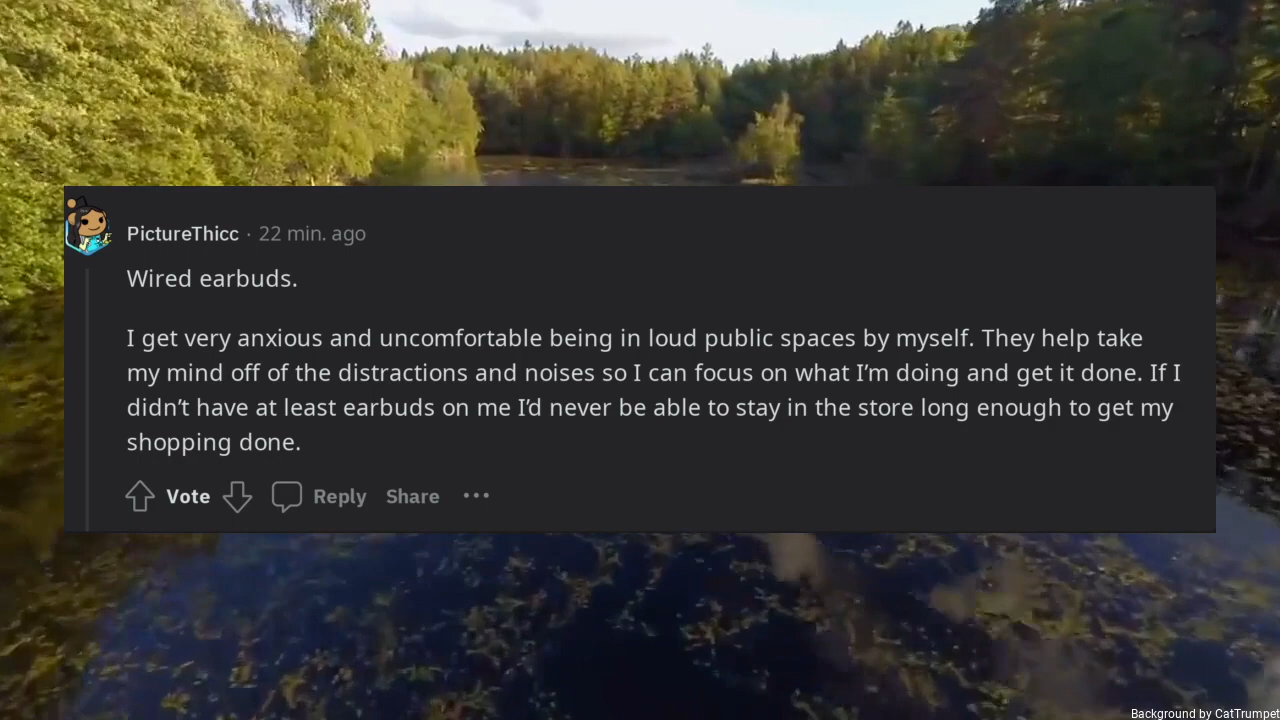 PictureThicc · 22 min. ago
Wired earbuds.
I get very anxious and uncomfortable being in loud public spaces by myself. They help take
my mind off of the distractions and noises so I can focus on what I’m doing and get it done. If I
didn’t have at least earbuds on me I’d never be able to stay in the store long enough to get my
shopping done.
Vote Reply Share ···
Background by CatTrumpet